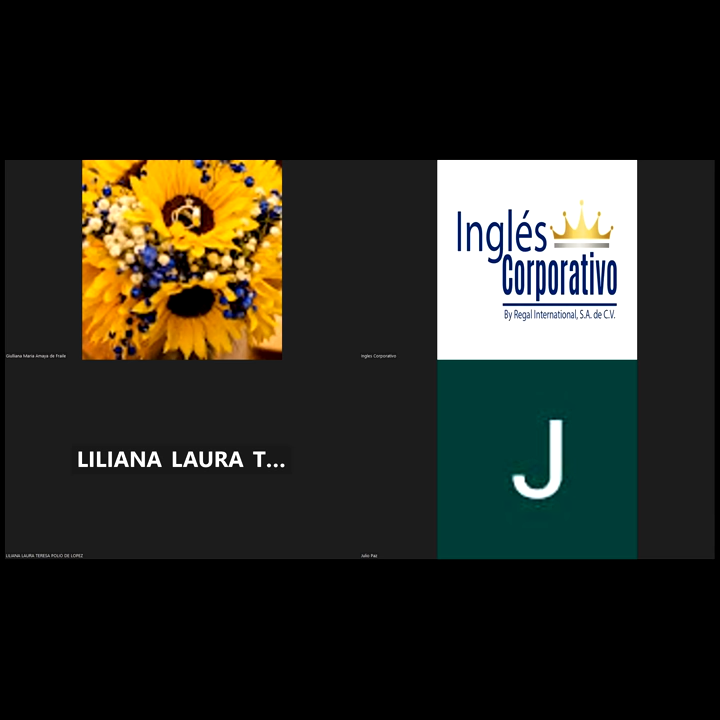 Inglés
Corporativo
By Regal International, S.A. de C.V.
Giulliana Maria Amaya de Fraile
Ingles Corporativo
LILIANA LAURA T...
J
LILIANA LAURA TERESA POLIO DE LOPEZ
Julio Paz